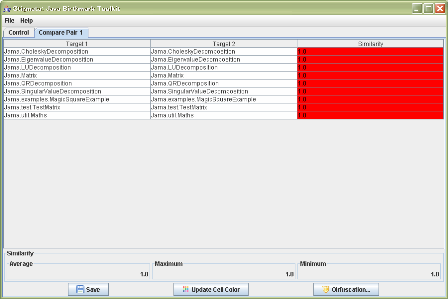 Stigmata Java Birthmark Toolkit
File Help
Control Compare Pair 1
Target 1 Target 2 Similarity
Jama.CholeskyDecomposition Jama.CholeskyDecomposition 1.0
Jama.EigenvalueDecomposition Jama.EigenvalueDecomposition 1.0
Jama.LUDecomposition Jama.LUDecomposition 1.0
Jama.Matrix Jama.Matrix 1.0
Jama.QRDecomposition Jama.QRDecomposition 1.0
Jama.SingularValueDecomposition Jama.SingularValueDecomposition 1.0
Jama.examples.MagicSquareExample Jama.examples.MagicSquareExample 1.0
Jama.test.TestMatrix Jama.test.TestMatrix 1.0
Jama.util.Maths Jama.util.Maths 1.0
Similarity
Average Maximum Minimum
1.0 1.0 1.0
Save Update Cell Color Obfuscation...